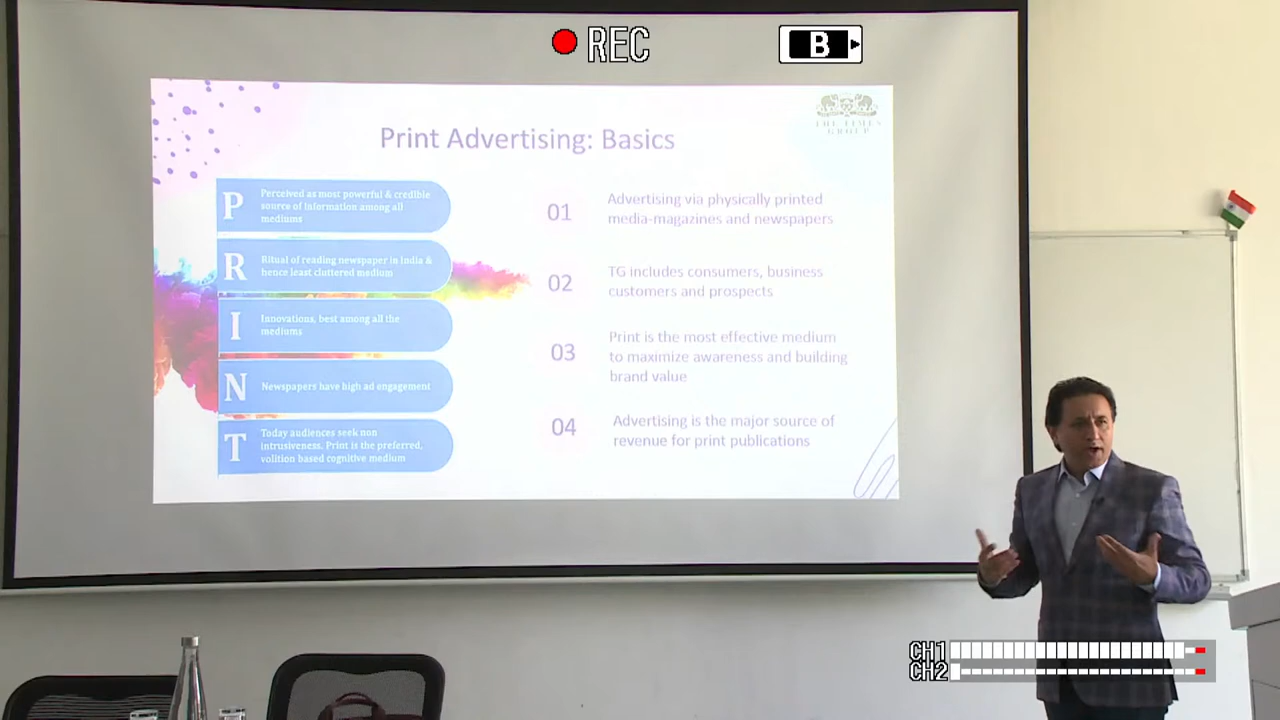 REC
B
THE TIMES
GROUP
Print Advertising: Basics
P
Perceived as most powerful & credible
source of information among all
mediums
R
Ritual of reading newspaper in India &
hence least cluttered medium
I
Innovations, best among all the
mediums
N
Newspapers have high ad engagement
T
Today audiences seek non
intrusiveness. Print is the preferred,
volition based cognitive medium
01
Advertising via physically printed
media-magazines and newspapers
02
TG includes consumers, business
customers and prospects
03
Print is the most effective medium
to maximize awareness and building
brand value
04
Advertising is the major source of
revenue for print publications
CH1
CH2